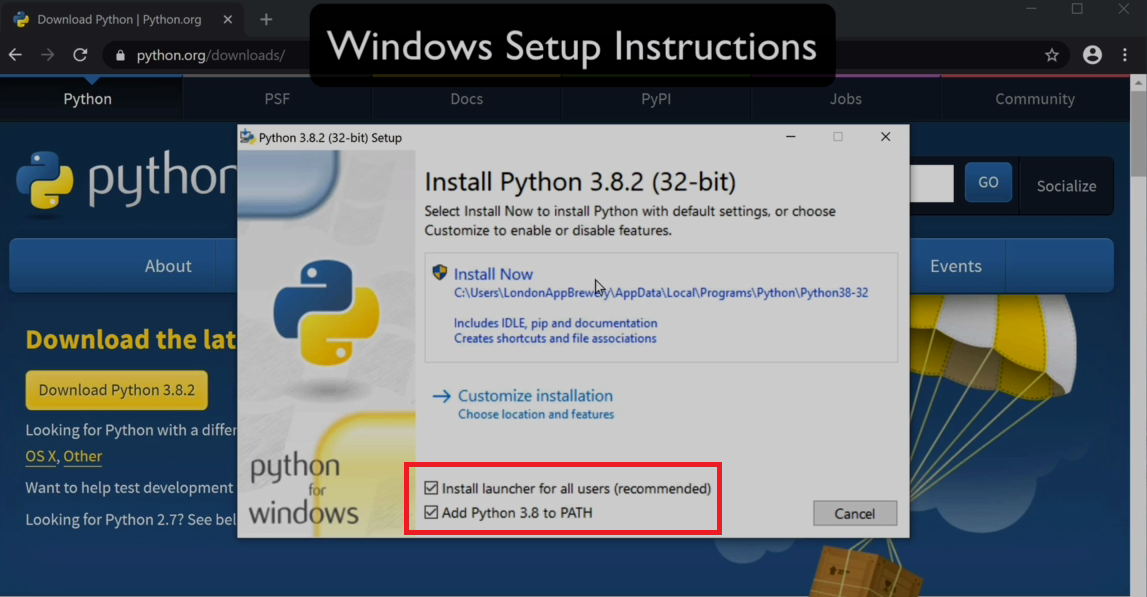 Download Python | Python.org
python.org/downloads/
Windows Setup Instructions
Python
PSF
Docs
PyPI
Jobs
Community
python
GO
Socialize
About
Events
Download the lat
Download Python 3.8.2
Looking for Python with a differ
OS X, Other
Want to help test development
Looking for Python 2.7? See bel
Python 3.8.2 (32-bit) Setup
Install Python 3.8.2 (32-bit)
Select Install Now to install Python with default settings, or choose
Customize to enable or disable features.
Install Now
C:\Users\LondonAppBrewery\AppData\Local\Programs\Python\Python38-32
Includes IDLE, pip and documentation
Creates shortcuts and file associations
Customize installation
Choose location and features
python
for
windows
Install launcher for all users (recommended)
Add Python 3.8 to PATH
Cancel